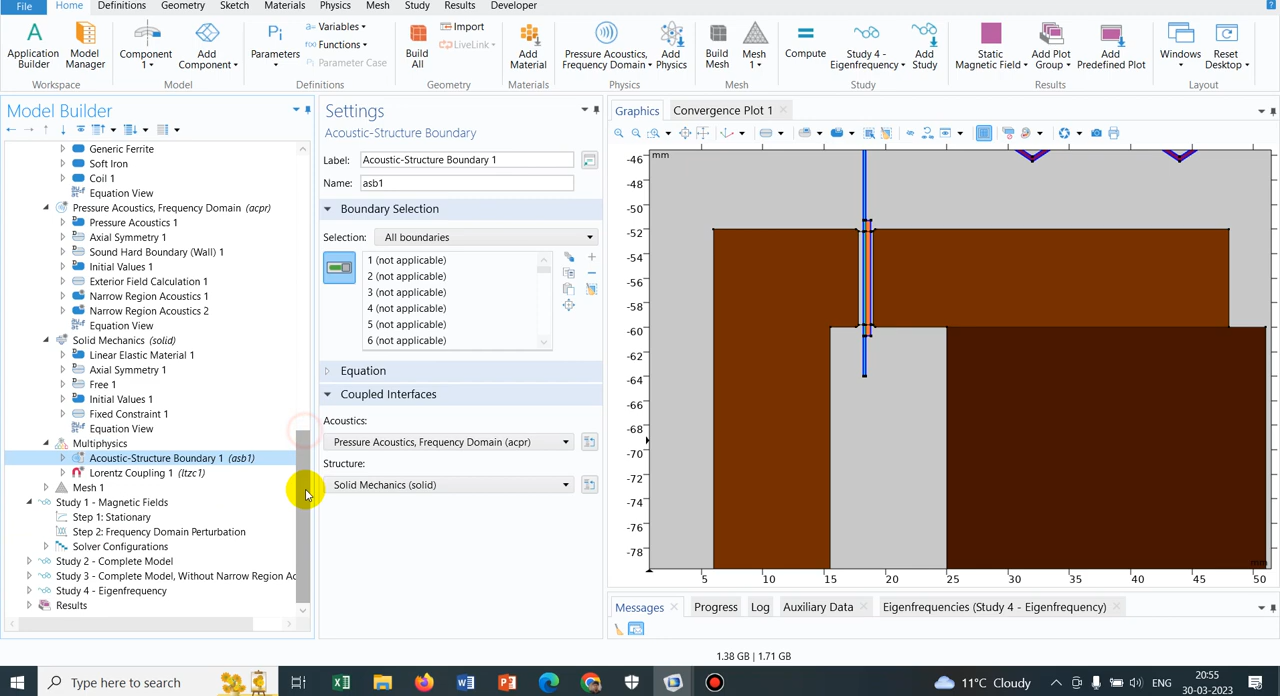 File Home Definitions Geometry Sketch Materials Physics Mesh Study Results Developer
Application Builder
Model Manager
Workspace
Component 1
Add Component
Model
Parameters
Variables
Functions
Parameter Case
Definitions
Build All
Import
LiveLink
Geometry
Add Material
Materials
Pressure Acoustics, Frequency Domain
Add Physics
Physics
Build Mesh
Mesh 1
Mesh
Compute
Study 4 - Eigenfrequency
Add Study
Study
Static Magnetic Field
Add Plot Group
Add Predefined Plot
Results
Windows
Reset Desktop
Layout
Model Builder
Generic Ferrite
Soft Iron
Coil 1
Equation View
Pressure Acoustics, Frequency Domain (acpr)
Pressure Acoustics 1
Axial Symmetry 1
Sound Hard Boundary (Wall) 1
Initial Values 1
Exterior Field Calculation 1
Narrow Region Acoustics 1
Narrow Region Acoustics 2
Equation View
Solid Mechanics (solid)
Linear Elastic Material 1
Axial Symmetry 1
Free 1
Initial Values 1
Fixed Constraint 1
Equation View
Multiphysics
Acoustic-Structure Boundary 1 (asb1)
Lorentz Coupling 1 (ltzc1)
Mesh 1
Study 1 - Magnetic Fields
Step 1: Stationary
Step 2: Frequency Domain Perturbation
Solver Configurations
Study 2 - Complete Model
Study 3 - Complete Model, Without Narrow Region Ac
Study 4 - Eigenfrequency
Results
Settings
Acoustic-Structure Boundary
Label: Acoustic-Structure Boundary 1
Name: asb1
Boundary Selection
Selection: All boundaries
1 (not applicable)
2 (not applicable)
3 (not applicable)
4 (not applicable)
5 (not applicable)
6 (not applicable)
Equation
Coupled Interfaces
Acoustics:
Pressure Acoustics, Frequency Domain (acpr)
Structure:
Solid Mechanics (solid)
Graphics Convergence Plot 1
-46 mm
-48
-50
-52
-54
-56
-58
-60
-62
-64
-66
-68
-70
-72
-74
-76
-78
5 10 15 20 25 30 35 40 45 50
mm
Messages Progress Log Auxiliary Data Eigenfrequencies (Study 4 - Eigenfrequency)
1.38 GB | 1.71 GB
Type here to search
11°C Cloudy
ENG
20:55
30-03-2023